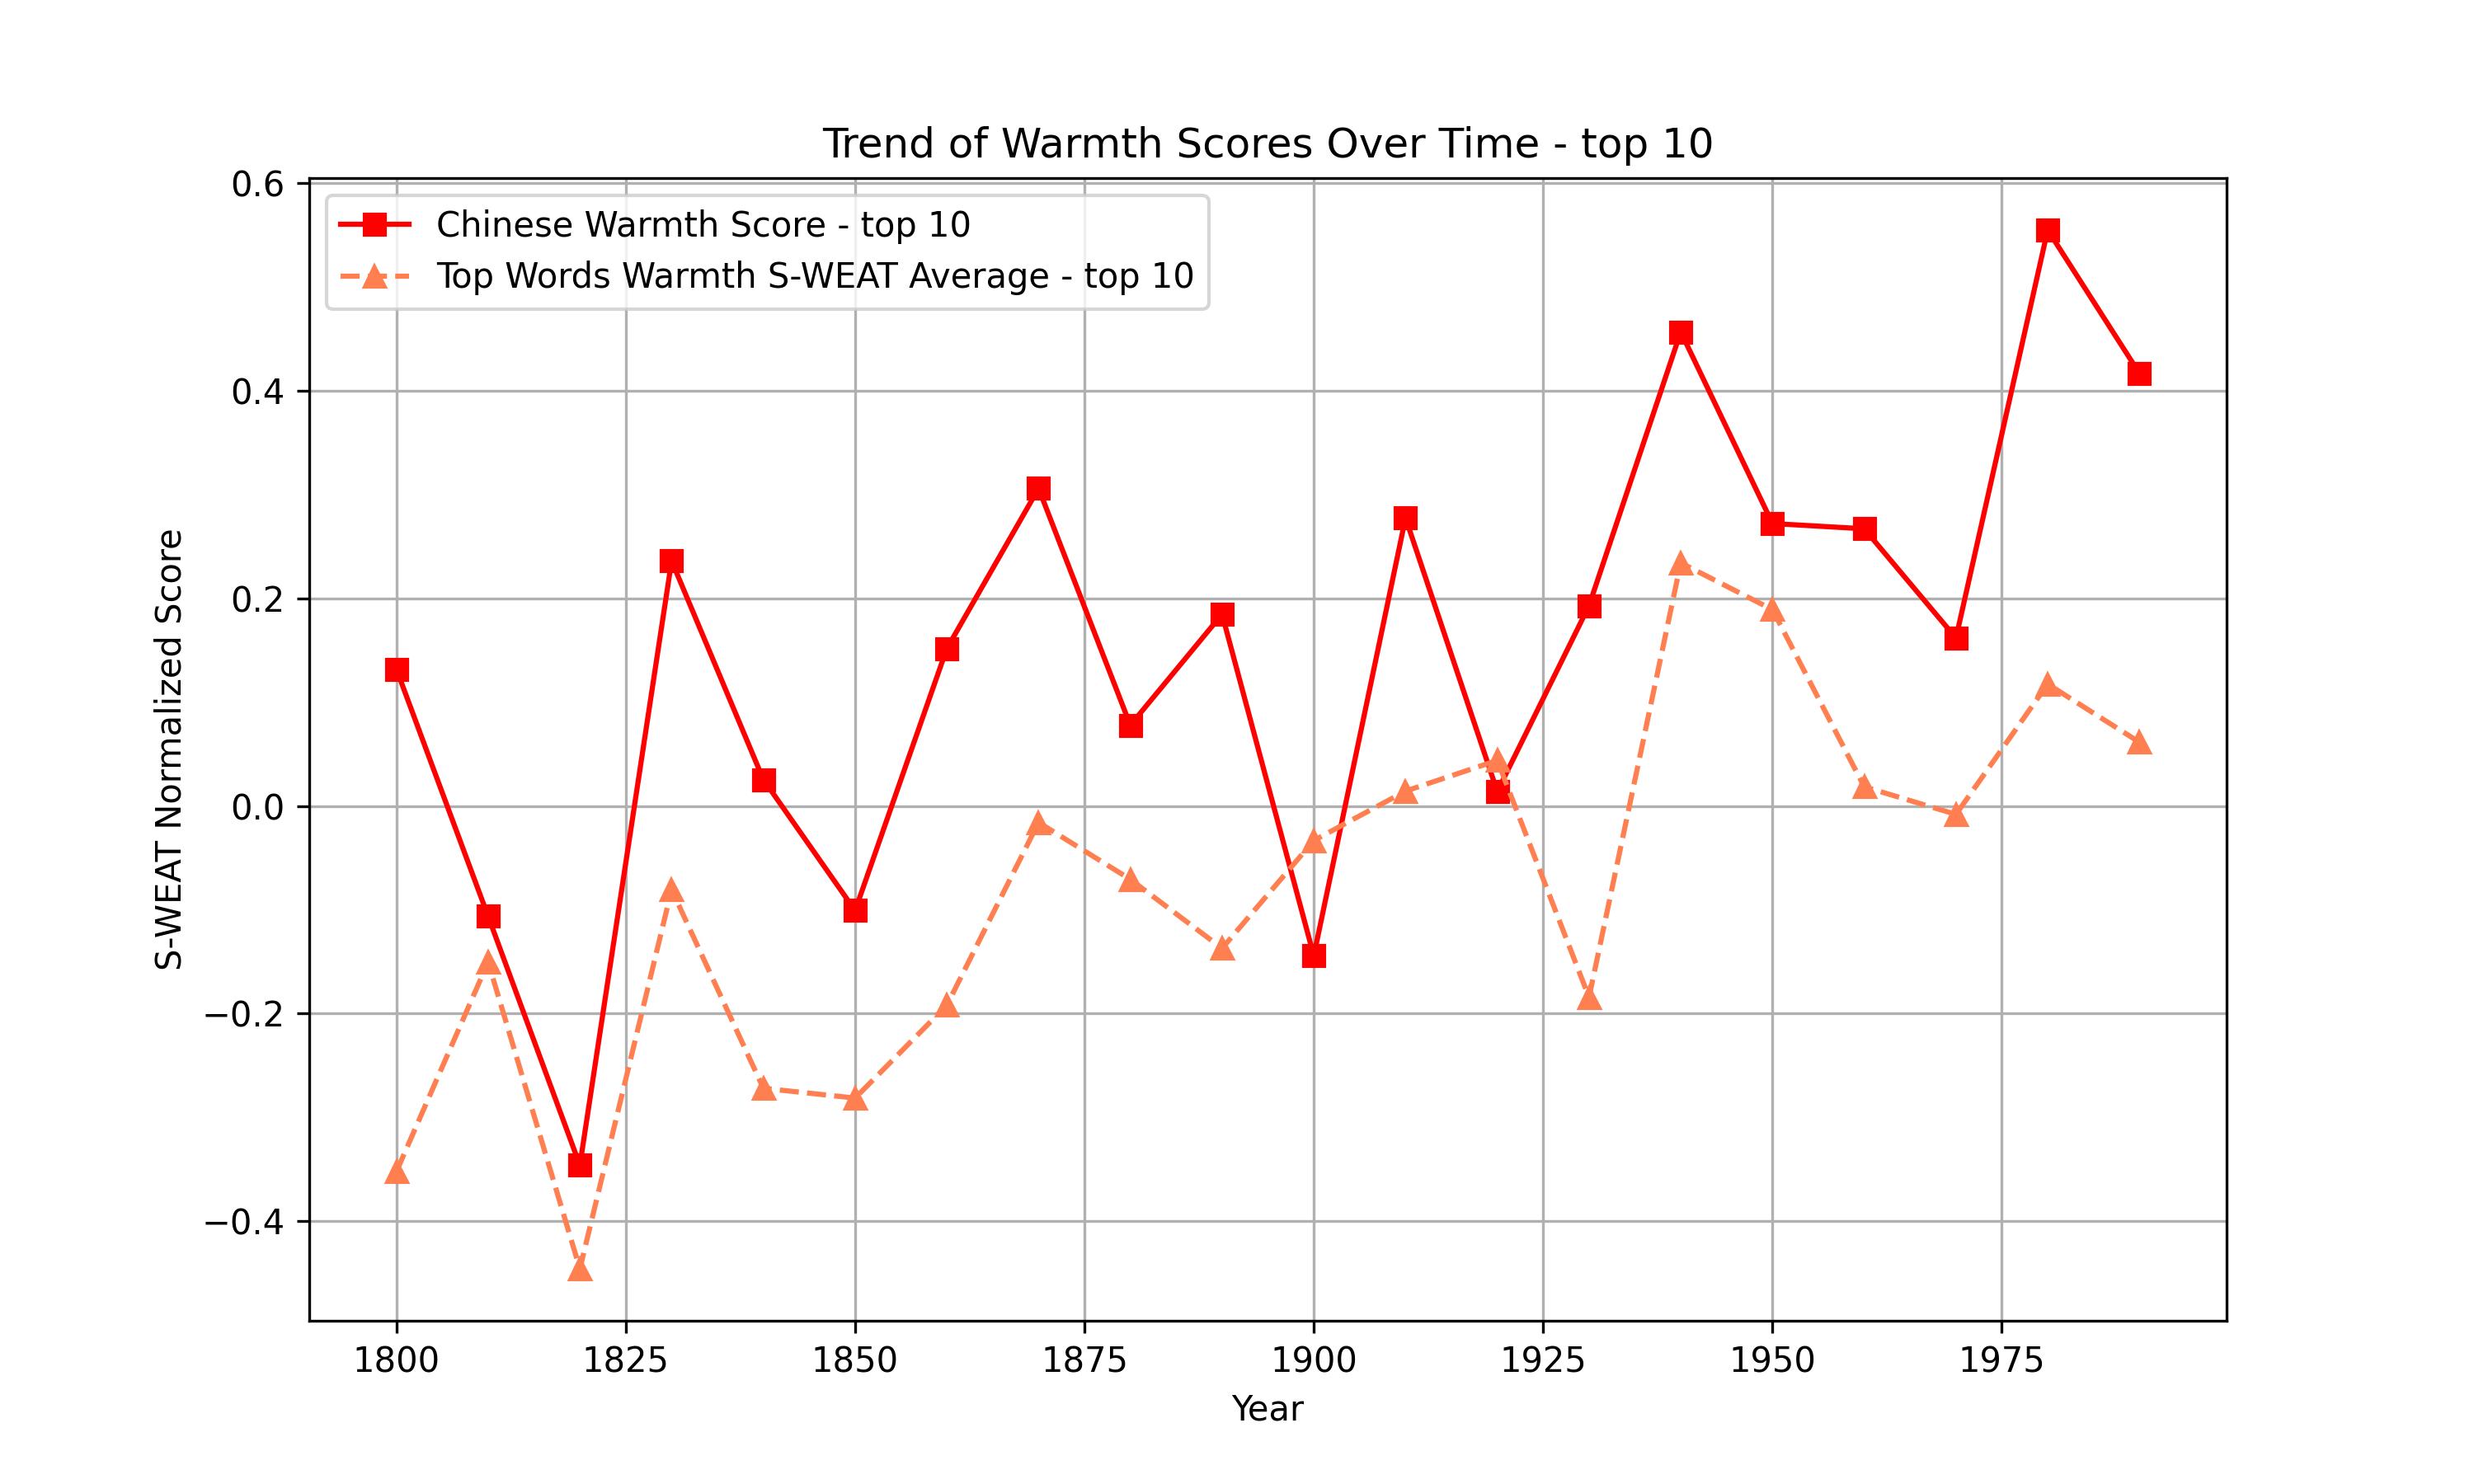 Trend of Warmth Scores Over Time - top 10
Chinese Warmth Score - top 10
Top Words Warmth S-WEAT Average - top 10
S-WEAT Normalized Score
0.6
0.4
0.2
0.0
−0.2
−0.4
1800 1825 1850 1875 1900 1925 1950 1975
Year